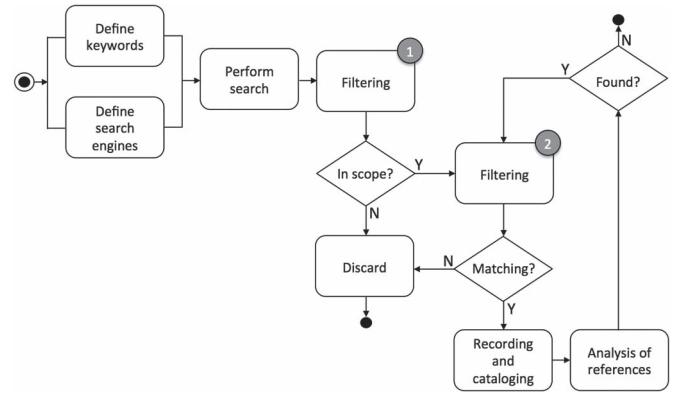 Define
keywords
Define
search
engines
Perform
search
1
Filtering
In scope?
Y
N
Discard
2
Filtering
Matching?
N
Y
Recording
and
cataloging
Analysis of
references
Found?
Y
N